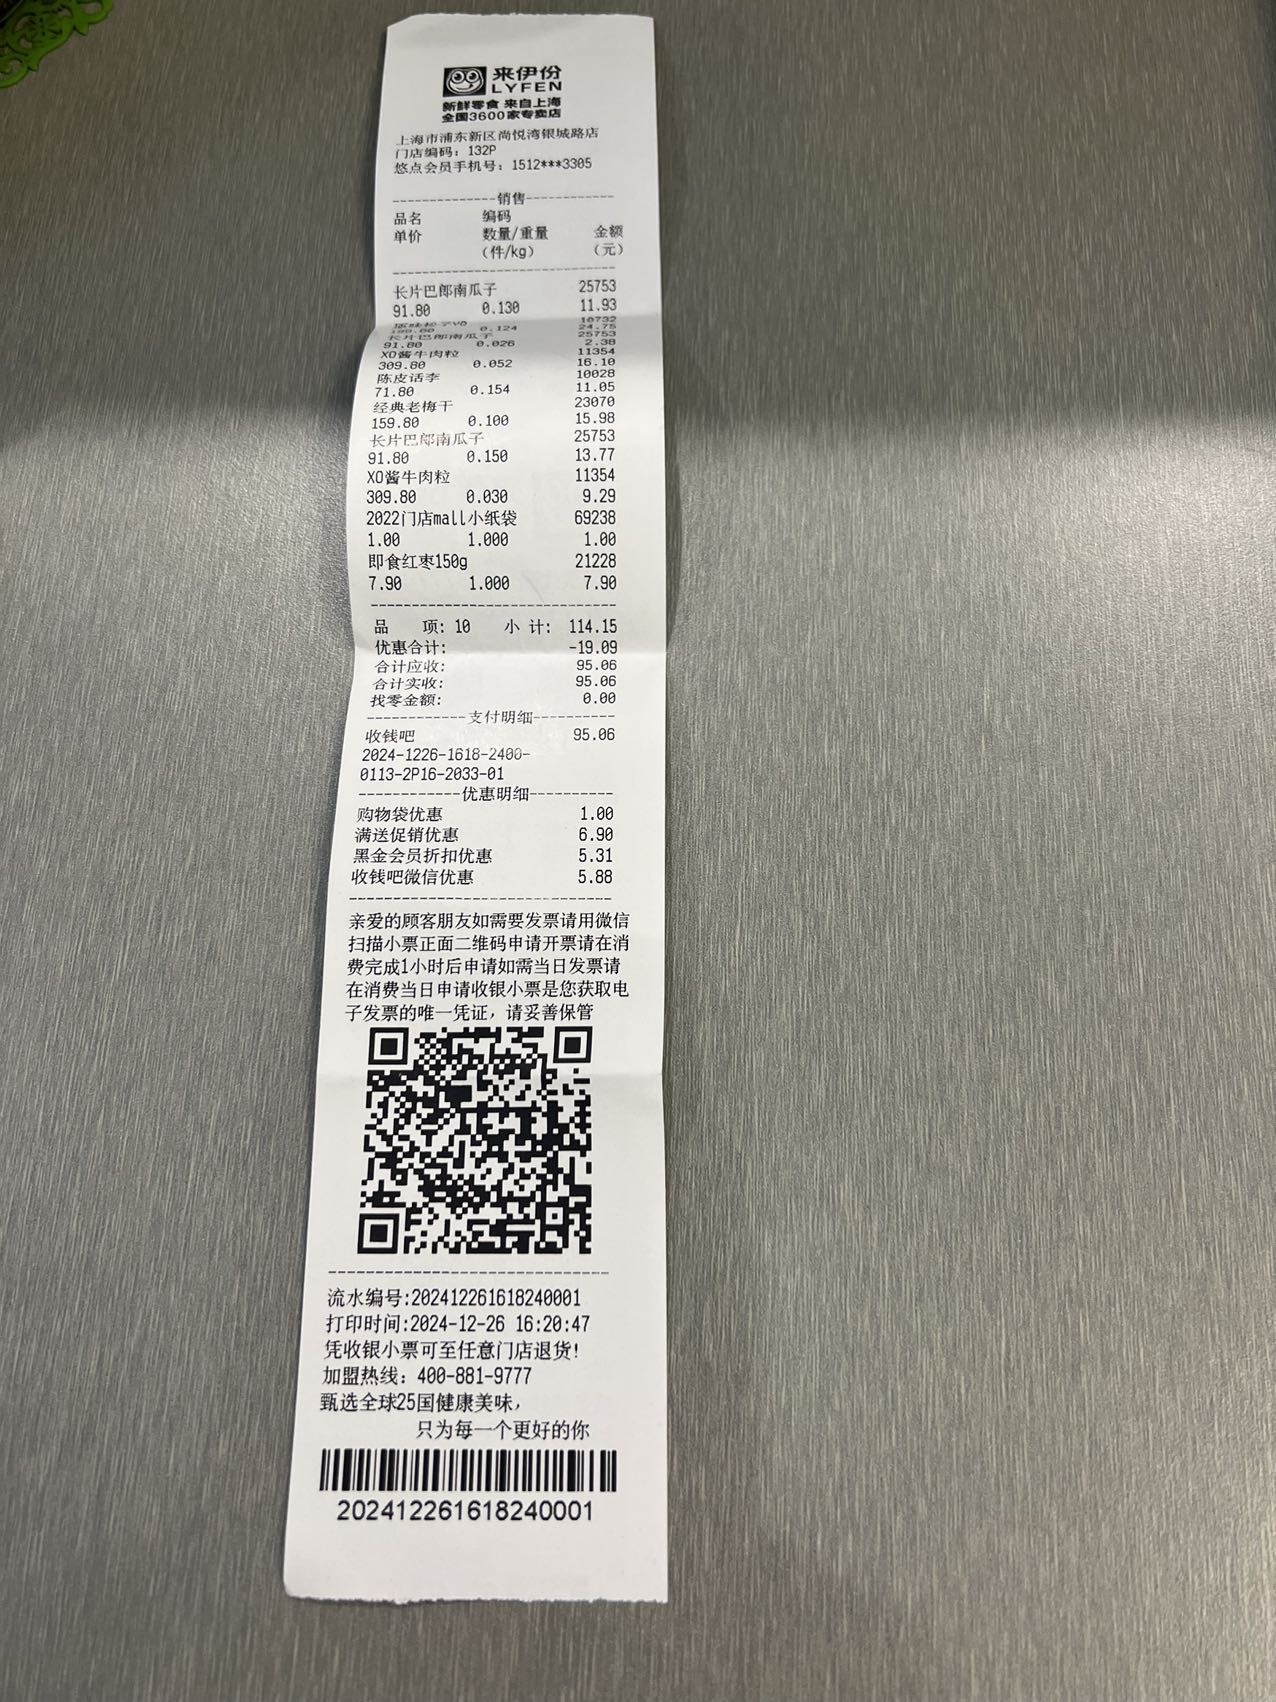 来伊份
LYFEN
新鲜零食 来自上海
全国3600家专卖店
上海市浦东新区尚悦湾银城路店
门店编码：132P
悠点会员手机号：1512***3305
--------------销售------------
品名 编码
单价 数量/重量 金额
(件/kg) (元)
长片巴郎南瓜子 25753
91.80 0.130 11.93
10732
0.124 24.75
长片巴郎南瓜子 25753
91.80 0.026 2.38
XO酱牛肉粒 11354
309.80 0.052 16.10
陈皮话李 10028
71.80 0.154 11.05
经典老梅干 23070
159.80 0.100 15.98
长片巴郎南瓜子 25753
91.80 0.150 13.77
XO酱牛肉粒 11354
309.80 0.030 9.29
2022门店mall小纸袋 69238
1.00 1.000 1.00
即食红枣150g 21228
7.90 1.000 7.90
品 项: 10 小 计: 114.15
优惠合计: -19.09
合计应收: 95.06
合计实收: 95.06
找零金额: 0.00
------------支付明细----------
收钱吧 95.06
2024-1226-1618-2400-
0113-2P16-2033-01
------------优惠明细----------
购物袋优惠 1.00
满送促销优惠 6.90
黑金会员折扣优惠 5.31
收钱吧微信优惠 5.88
亲爱的顾客朋友如需要发票请用微信
扫描小票正面二维码申请开票请在消
费完成1小时后申请如需当日发票请
在消费当日申请收银小票是您获取电
子发票的唯一凭证，请妥善保管
流水编号:202412261618240001
打印时间:2024-12-26 16:20:47
凭收银小票可至任意门店退货!
加盟热线：400-881-9777
甄选全球25国健康美味，
只为每一个更好的你
202412261618240001